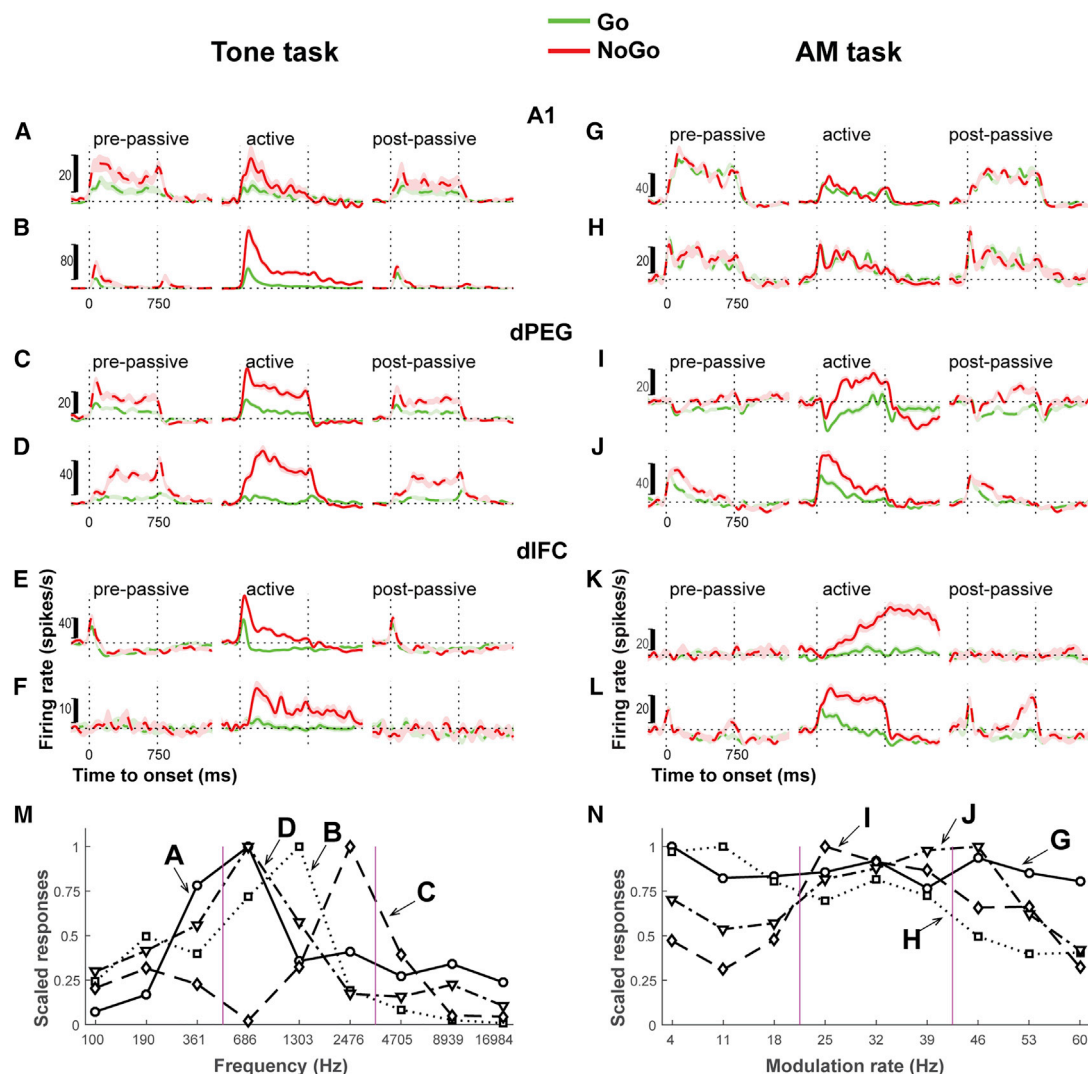 Go
NoGo
Tone task
AM task
A1
A
pre-passive active post-passive
20
B
80
0 750
G
pre-passive active post-passive
40
H
20
0 750
dPEG
C
pre-passive active post-passive
20
D
40
0 750
I
pre-passive active post-passive
20
J
40
0 750
dlFC
E
pre-passive active post-passive
40
F
10
Firing rate (spikes/s)
0 750
Time to onset (ms)
K
pre-passive active post-passive
20
L
20
Firing rate (spikes/s)
0 750
Time to onset (ms)
M
A D B C
1
0.75
0.5
0.25
0
Scaled responses
100 190 361 686 1303 2476 4705 8939 16984
Frequency (Hz)
N
I J G H
1
0.75
0.5
0.25
0
Scaled responses
4 11 18 25 32 39 46 53 60
Modulation rate (Hz)